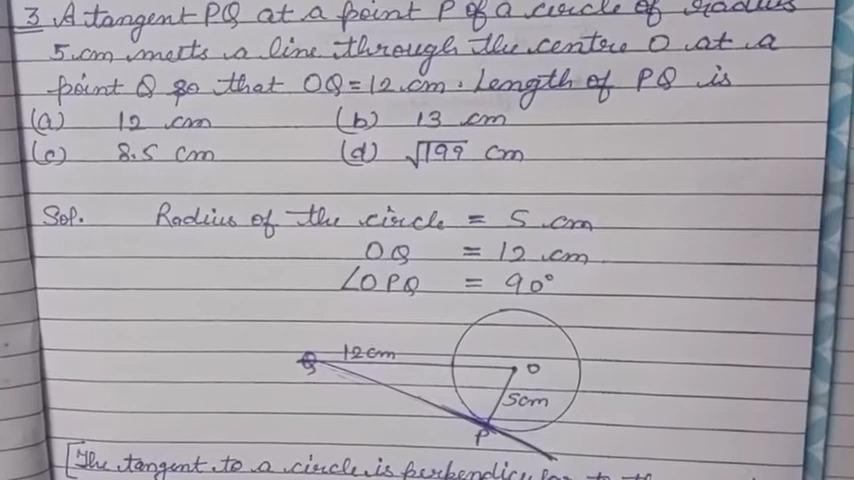 3 A tangent PQ at a point P of a circle of radius
5 cm meets a line through the centre O at a
point Q so that OQ = 12 cm. Length of PQ is
(a) 12 cm (b) 13 cm
(c) 8.5 cm (d) √199 cm
Sol. Radius of the circle = 5 cm
OQ = 12 cm
∠OPQ = 90°
Q 12cm O
5cm
P
[The tangent to a circle is perpendicular to the